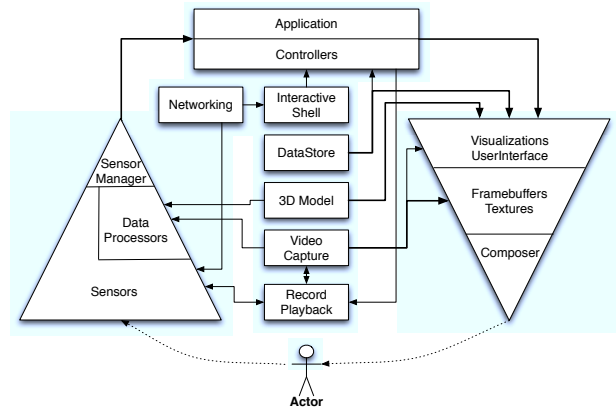 Application
Controllers
Networking
Interactive
Shell
DataStore
3D Model
Video
Capture
Record
Playback
Sensor
Manager
Data
Processors
Sensors
Visualizations
UserInterface
Framebuffers
Textures
Composer
Actor